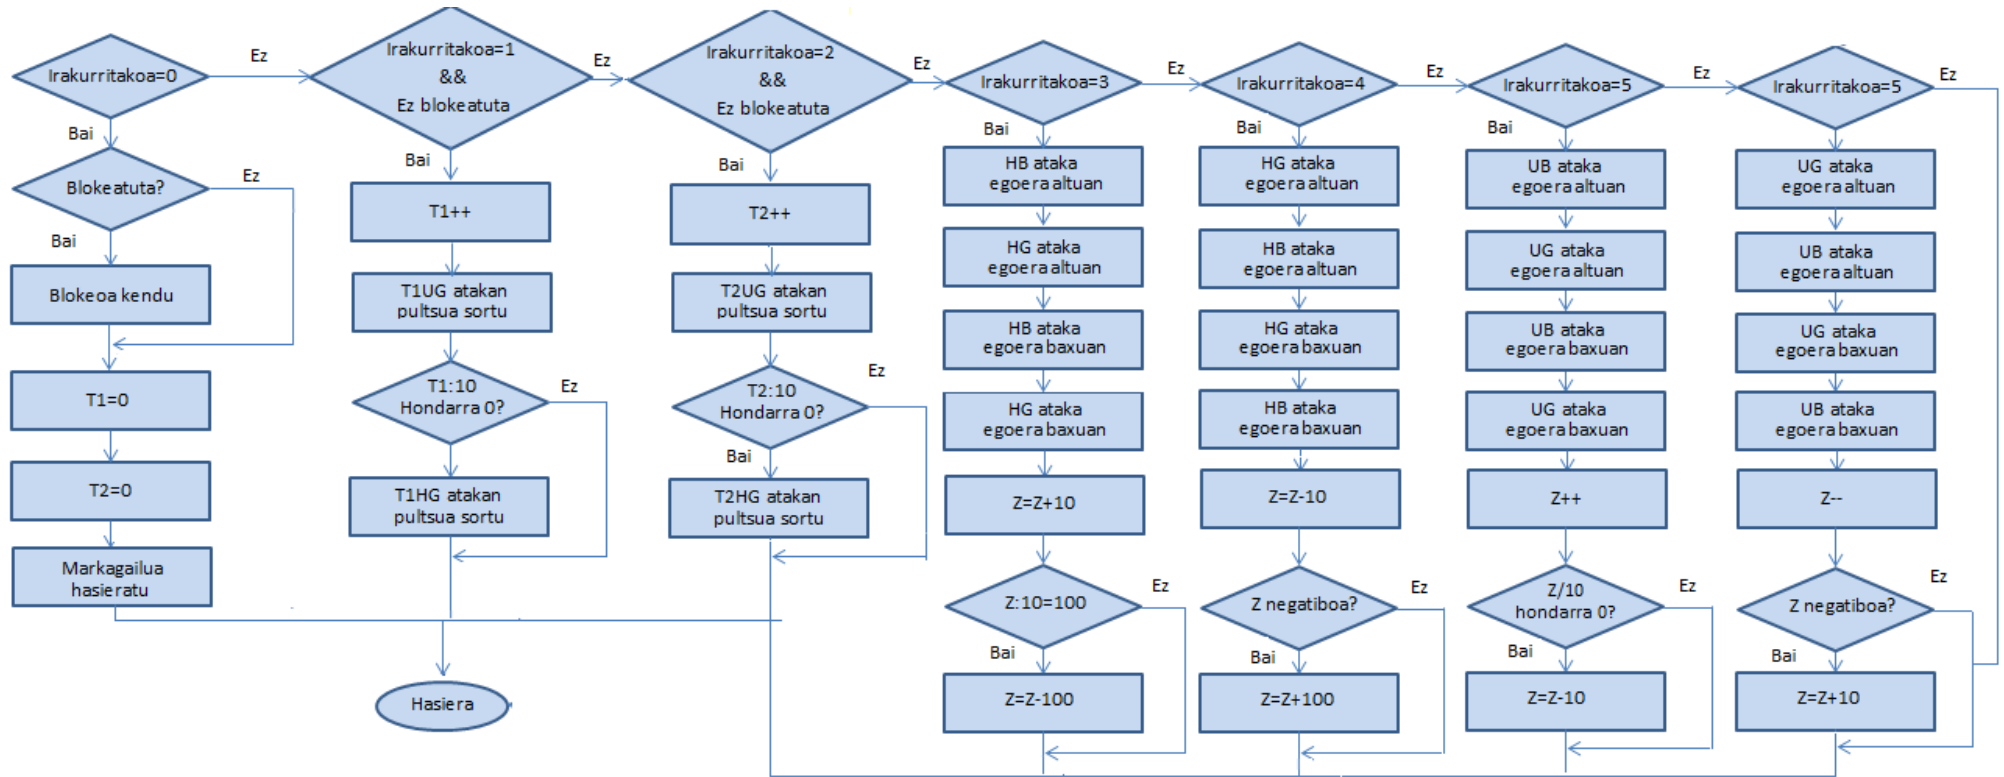 Irakurritakoa=0
Ez
Bai
Blokeatuta?
Ez
Bai
Blokeoa kendu
T1=0
T2=0
Markagailua
hasieratu
Irakurritakoa=1
&&
Ez blokeatuta
Ez
Bai
T1++
T1UG atakan
pultsua sortu
T1:10
Hondarra 0?
Ez
T1HG atakan
pultsua sortu
Hasiera
Irakurritakoa=2
&&
Ez blokeatuta
Ez
Bai
T2++
T2UG atakan
pultsua sortu
T2:10
Hondarra 0?
Ez
Bai
T2HG atakan
pultsua sortu
Irakurritakoa=3
Ez
Bai
HB ataka
egoera altuan
HG ataka
egoera altuan
HB ataka
egoera baxuan
HG ataka
egoera baxuan
Z=Z+10
Z:10=100
Ez
Bai
Z=Z-100
Irakurritakoa=4
Ez
Bai
HG ataka
egoera altuan
HB ataka
egoera altuan
HG ataka
egoera baxuan
HB ataka
egoera baxuan
Z=Z-10
Z negatiboa?
Ez
Bai
Z=Z+100
Irakurritakoa=5
Ez
Bai
UB ataka
egoera altuan
UG ataka
egoera altuan
UB ataka
egoera baxuan
UG ataka
egoera baxuan
Z++
Z/10
hondarra 0?
Ez
Bai
Z=Z-10
Irakurritakoa=5
Ez
UG ataka
egoera altuan
UB ataka
egoera altuan
UG ataka
egoera baxuan
UB ataka
egoera baxuan
Z--
Z negatiboa?
Ez
Bai
Z=Z+10